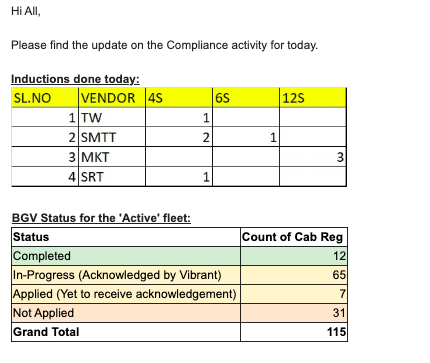 Hi All,
Please find the update on the Compliance activity for today.
Inductions done today:
SL.NO VENDOR 4S 6S 12S
1 TW 1
2 SMTT 2 1
3 MKT 3
4 SRT 1
BGV Status for the 'Active' fleet:
Status Count of Cab Reg
Completed 12
In-Progress (Acknowledged by Vibrant) 65
Applied (Yet to receive acknowledgement) 7
Not Applied 31
Grand Total 115